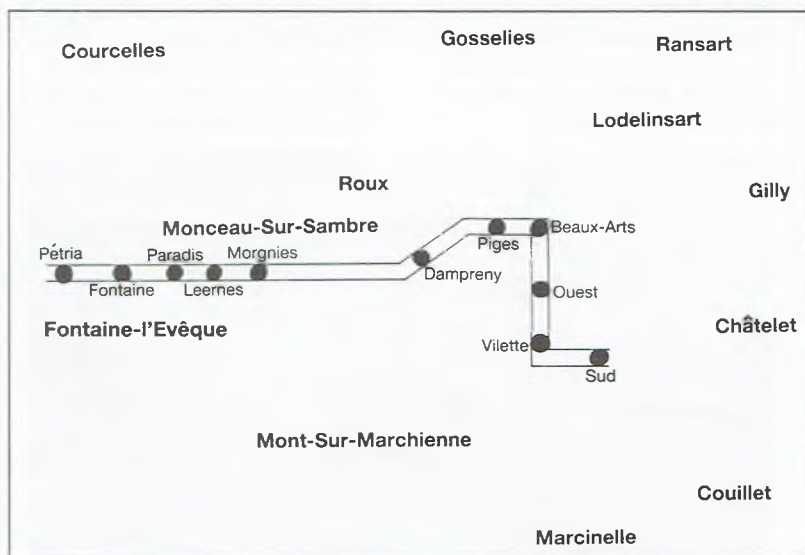 Courcelles
Gosselies
Ransart
Lodelinsart
Roux
Gilly
Monceau-Sur-Sambre
Pétria
Paradis
Morgnies
Piges
Beaux-Arts
Fontaine
Leernes
Dampreny
Ouest
Fontaine-l'Evêque
Châtelet
Vilette
Sud
Mont-Sur-Marchienne
Couillet
Marcinelle